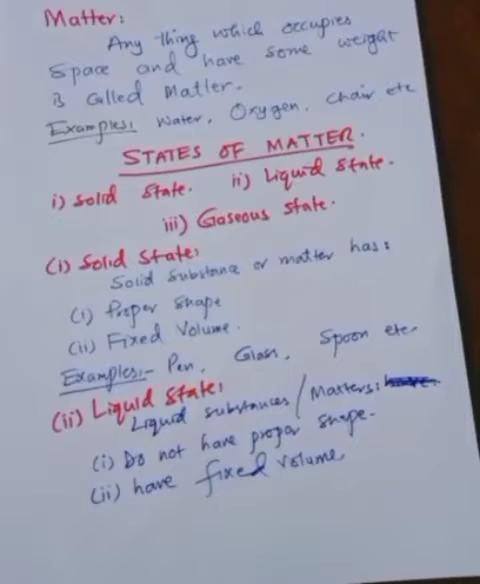 Matter:
Any thing which occupies
Space and have some weight
is Called Matter.
Examples: Water, Oxygen, Chair etc
STATES OF MATTER.
i) Solid State. ii) Liquid State.
iii) Gaseous State.
(i) Solid State:
Solid Substance or matter has:
(i) Proper Shape
(ii) Fixed Volume.
Examples:- Pen, Glass, Spoon etc.
(ii) Liquid State:
Liquid substances / Matters:
(i) Do not have proper shape.
(ii) have fixed volume